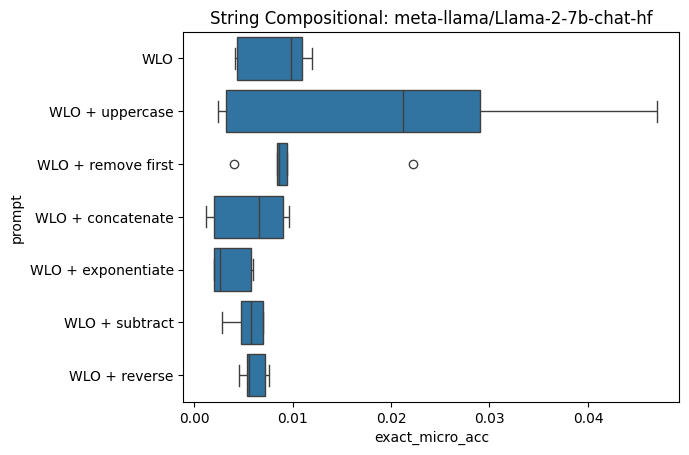 String Compositional: meta-llama/Llama-2-7b-chat-hf
WLO
WLO + uppercase
WLO + remove first
WLO + concatenate
WLO + exponentiate
WLO + subtract
WLO + reverse
prompt
0.00 0.01 0.02 0.03 0.04
exact_micro_acc